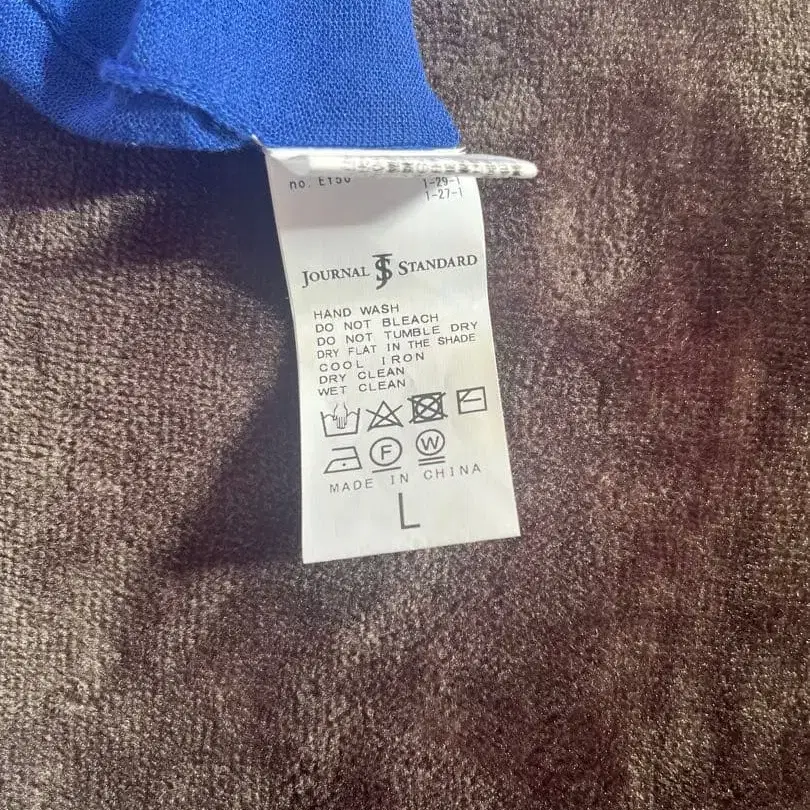 no. E150
1-29-1
1-27-1
JOURNAL JS STANDARD
HAND WASH
DO NOT BLEACH
DO NOT TUMBLE DRY
DRY FLAT IN THE SHADE
COOL IRON
DRY CLEAN
WET CLEAN
F W
MADE IN CHINA
L